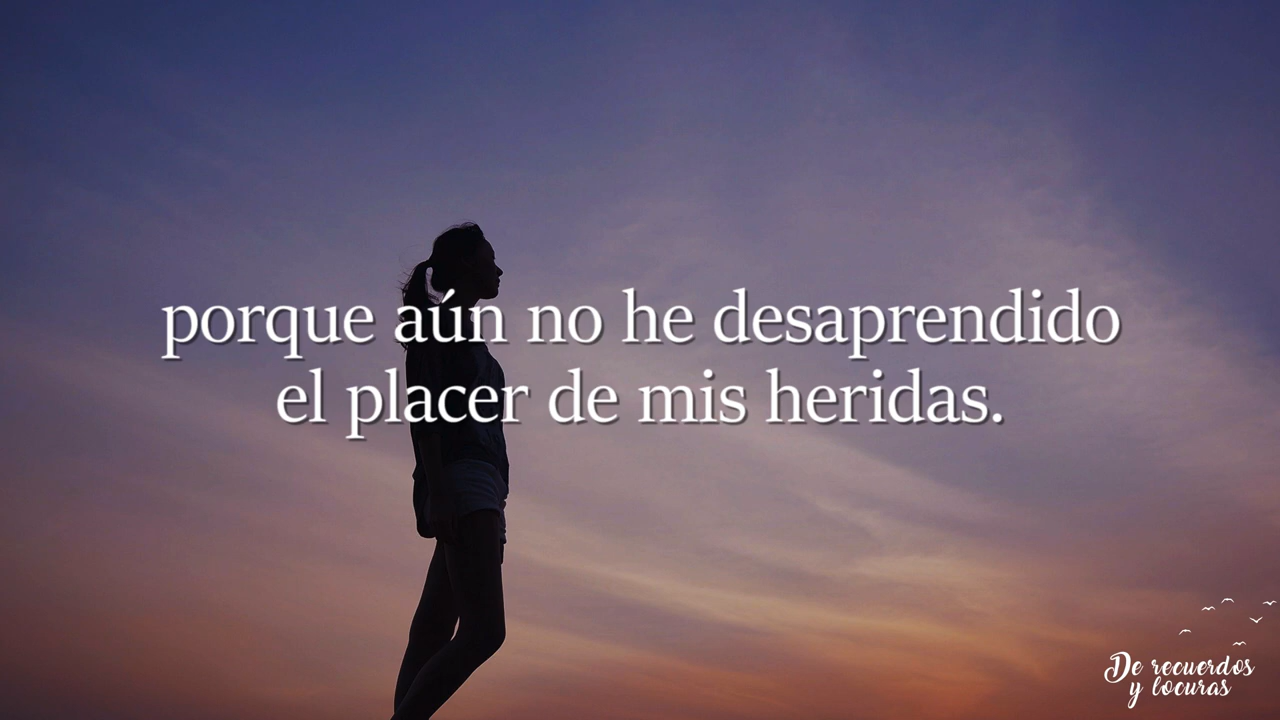 porque aún no he desaprendido
el placer de mis heridas.
De recuerdos
y locuras